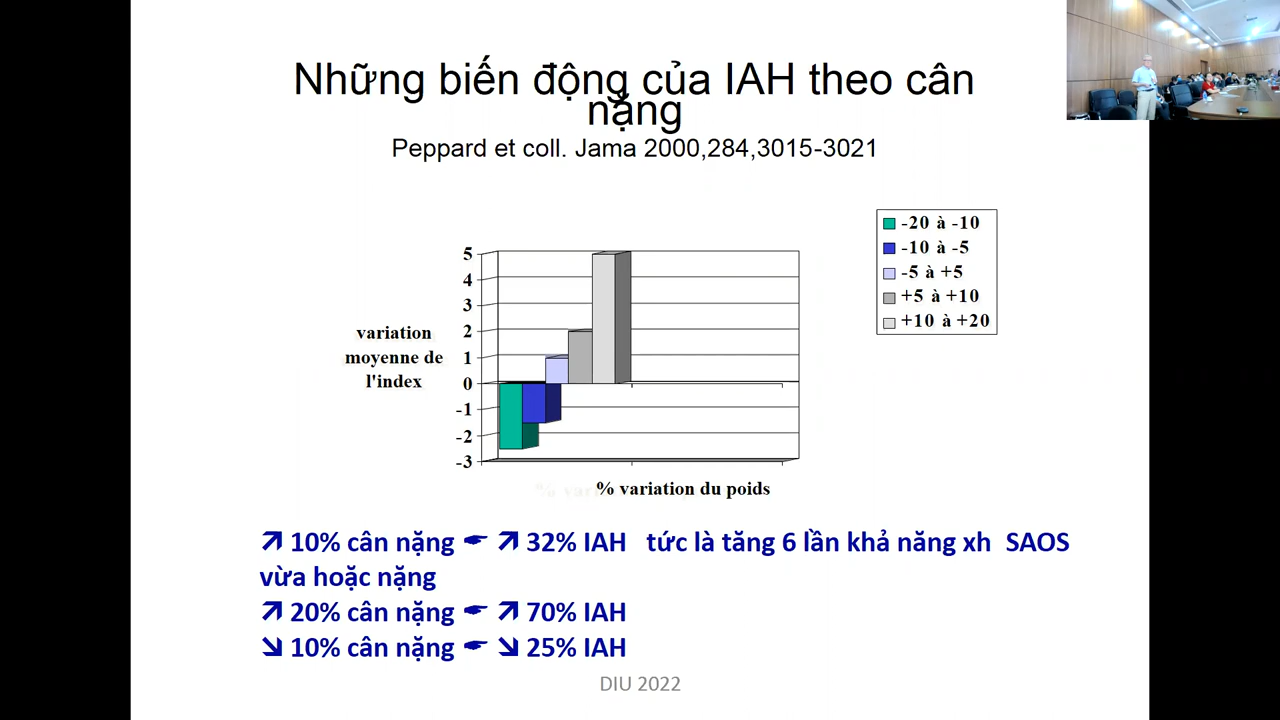 Những biến động của IAH theo cân
nặng
Peppard et coll. Jama 2000,284,3015-3021
-20 à -10
-10 à -5
-5 à +5
+5 à +10
+10 à +20
5
4
3
2
1
0
-1
-2
-3
variation
moyenne de
l'index
% variation du poids
↗ 10% cân nặng ☛ ↗ 32% IAH tức là tăng 6 lần khả năng xh SAOS
vừa hoặc nặng
↗ 20% cân nặng ☛ ↗ 70% IAH
↘ 10% cân nặng ☛ ↘ 25% IAH
DIU 2022